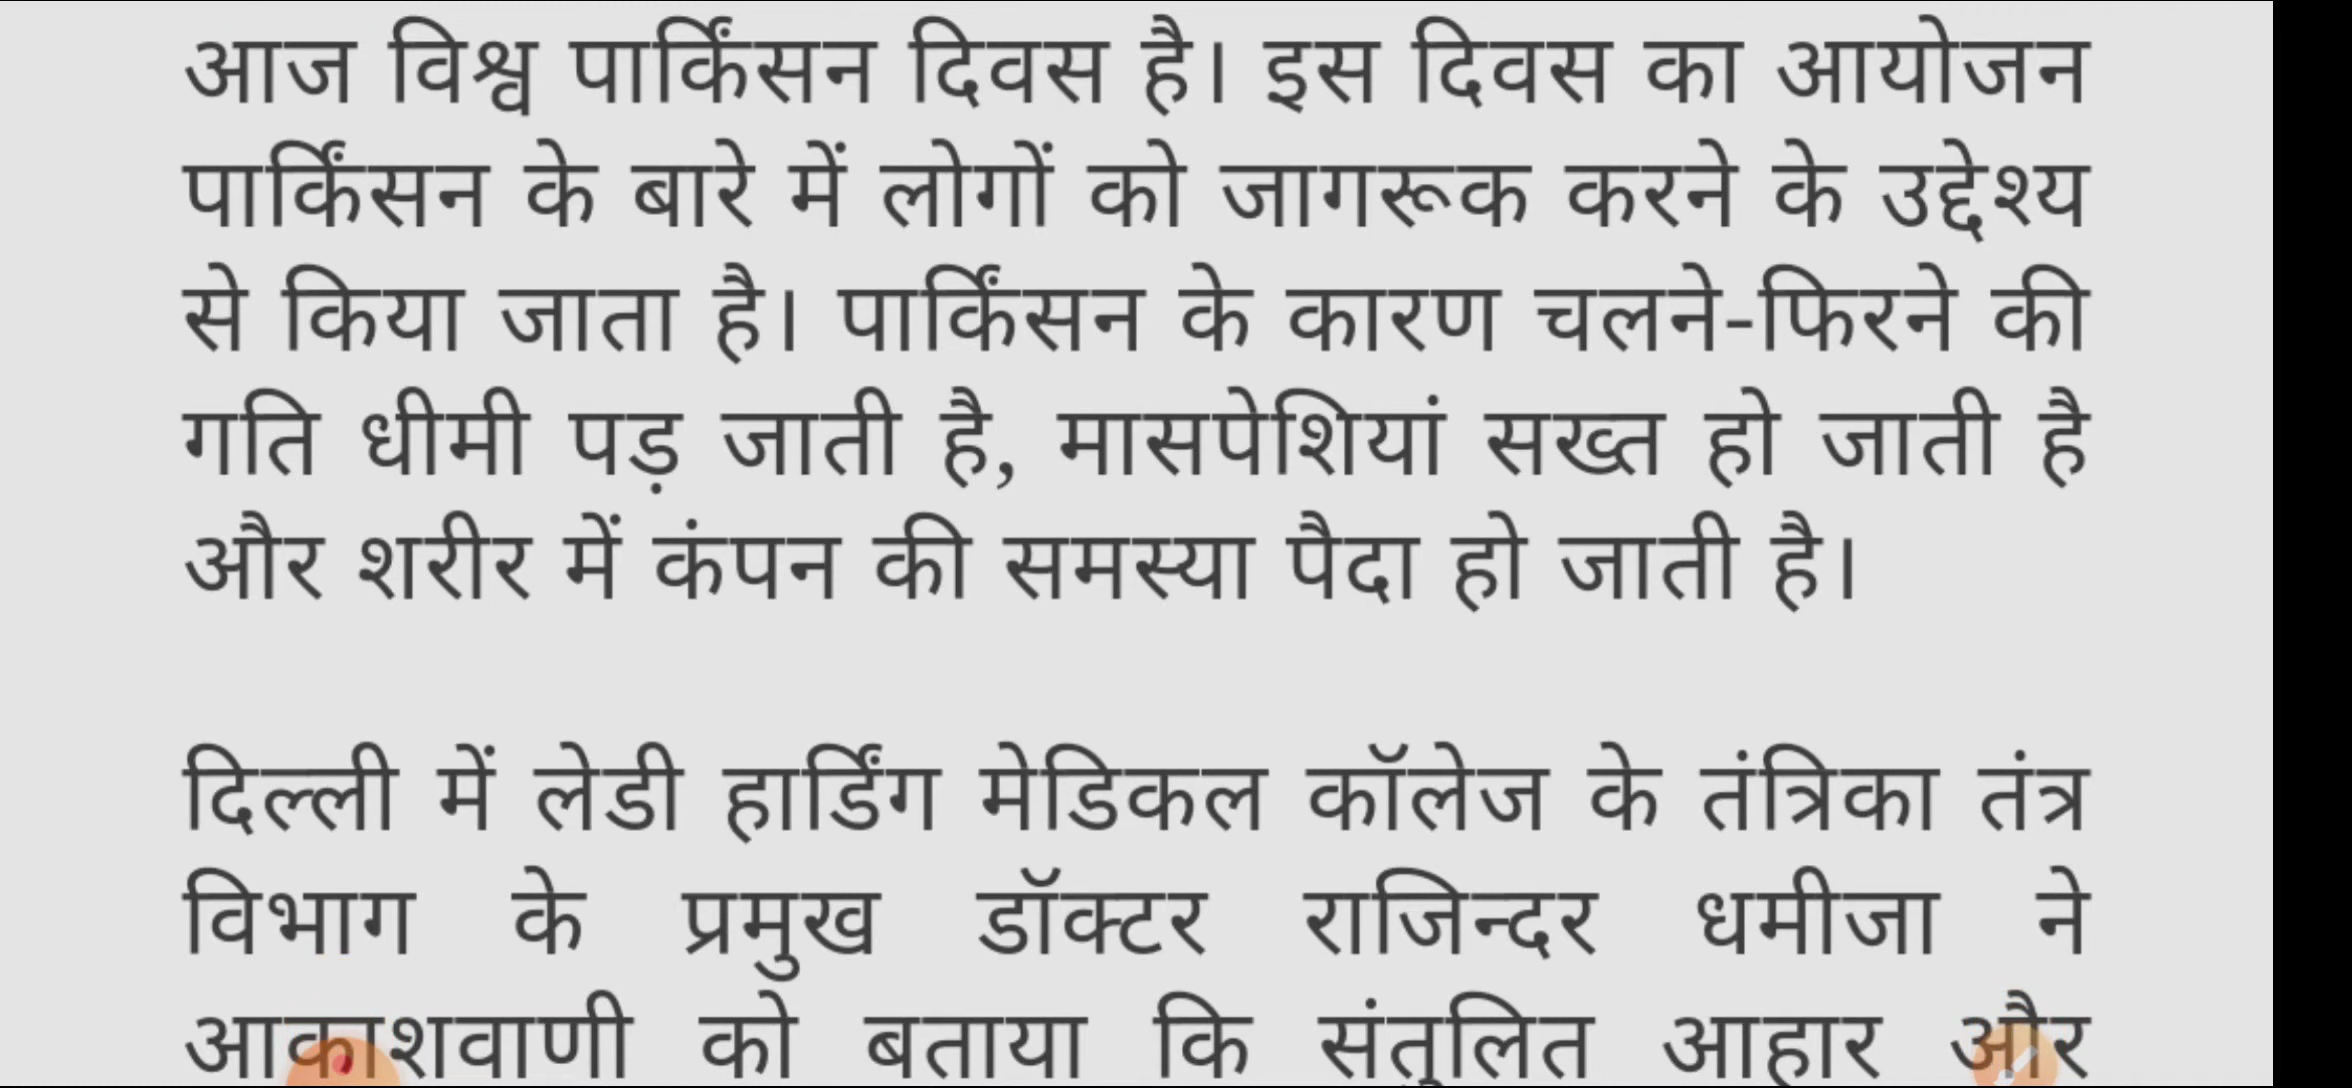 आज विश्व पार्किंसन दिवस है। इस दिवस का आयोजन
पार्किंसन के बारे में लोगों को जागरूक करने के उद्देश्य
से किया जाता है। पार्किंसन के कारण चलने-फिरने की
गति धीमी पड़ जाती है, मासपेशियां सख्त हो जाती है
और शरीर में कंपन की समस्या पैदा हो जाती है।
दिल्ली में लेडी हार्डिंग मेडिकल कॉलेज के तंत्रिका तंत्र
विभाग के प्रमुख डॉक्टर राजिन्दर धमीजा ने
आकाशवाणी को बताया कि संतुलित आहार और